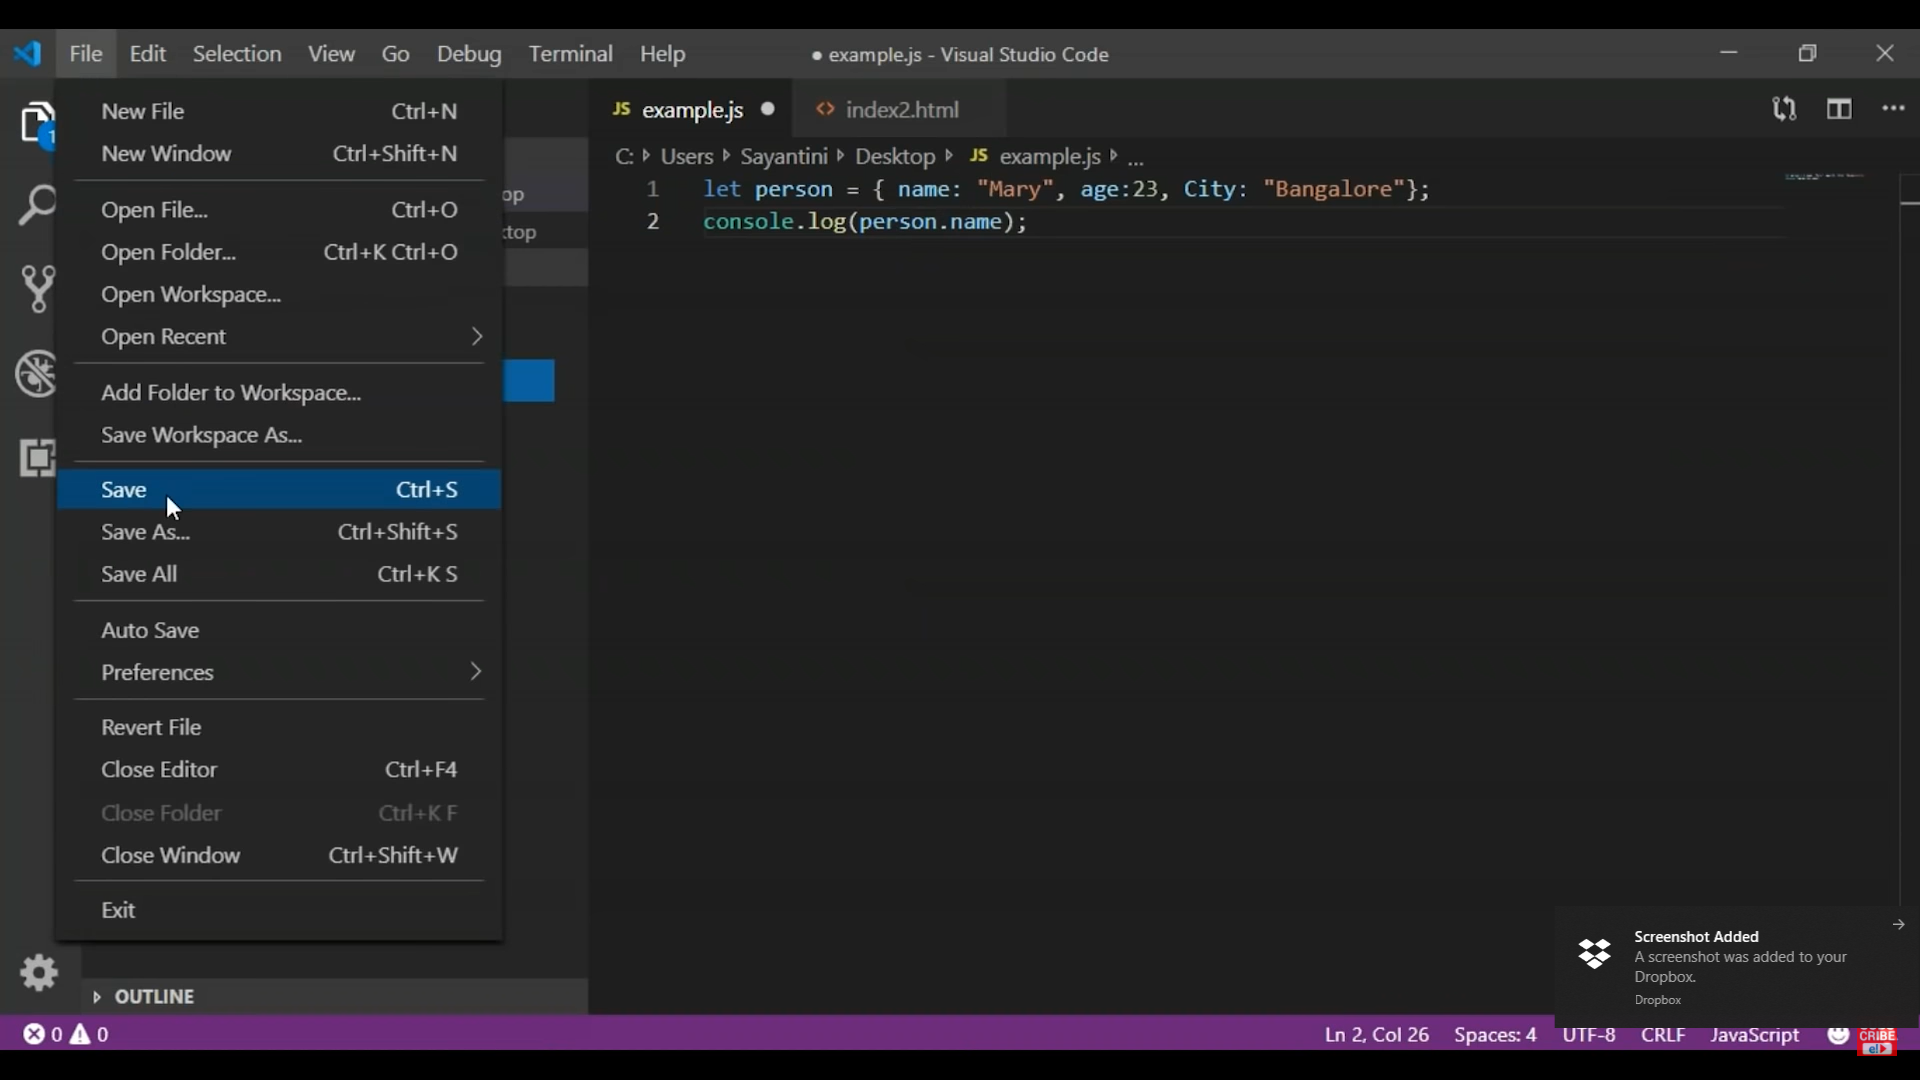 File Edit Selection View Go Debug Terminal Help
● example.js - Visual Studio Code
New File Ctrl+N
New Window Ctrl+Shift+N
Open File... Ctrl+O
Open Folder... Ctrl+K Ctrl+O
Open Workspace...
Open Recent
Add Folder to Workspace...
Save Workspace As...
Save Ctrl+S
Save As... Ctrl+Shift+S
Save All Ctrl+K S
Auto Save
Preferences
Revert File
Close Editor Ctrl+F4
Close Folder Ctrl+K F
Close Window Ctrl+Shift+W
Exit
OUTLINE
JS example.js ● <> index2.html
C: Users Sayantini Desktop JS example.js ...
1 let person = { name: "Mary", age:23, City: "Bangalore"};
2 console.log(person.name);
Screenshot Added
A screenshot was added to your
Dropbox.
Dropbox
0 0
Ln 2, Col 26 Spaces: 4 UTF-8 CRLF JavaScript